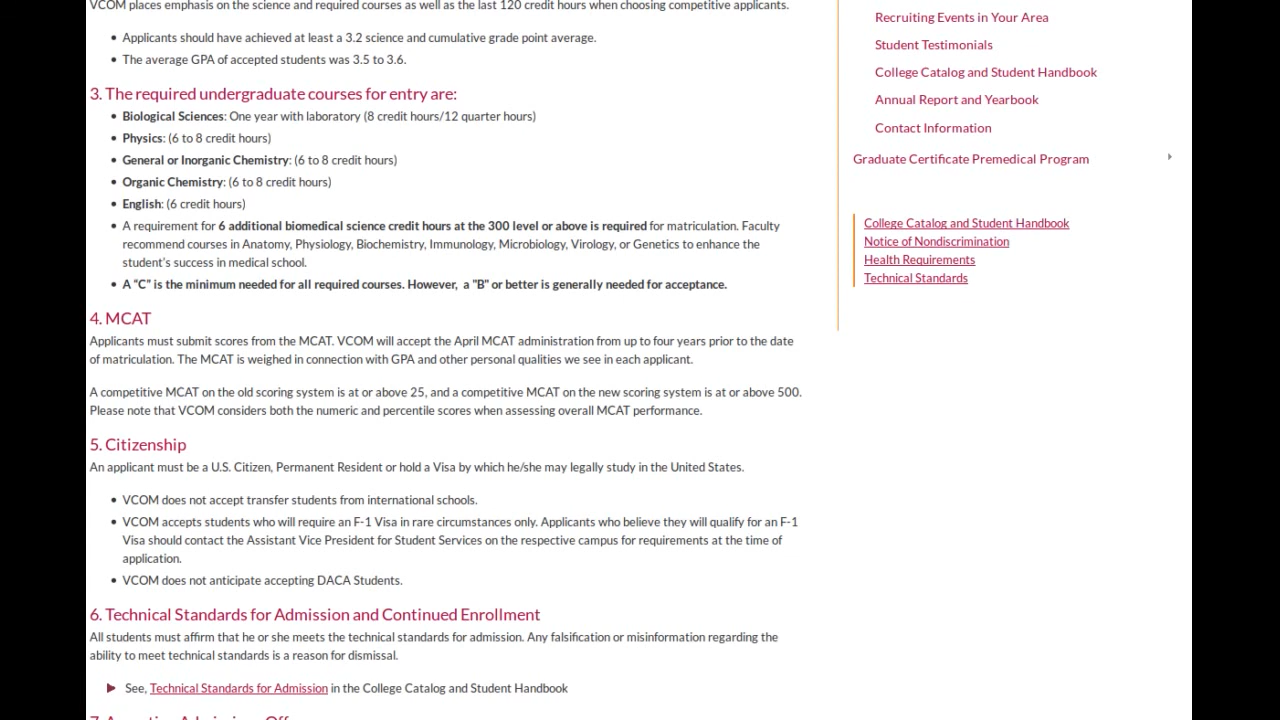 VCOM places emphasis on the science and required courses as well as the last 120 credit hours when choosing competitive applicants.
• Applicants should have achieved at least a 3.2 science and cumulative grade point average.
• The average GPA of accepted students was 3.5 to 3.6.
3. The required undergraduate courses for entry are:
• Biological Sciences: One year with laboratory (8 credit hours/12 quarter hours)
• Physics: (6 to 8 credit hours)
• General or Inorganic Chemistry: (6 to 8 credit hours)
• Organic Chemistry: (6 to 8 credit hours)
• English: (6 credit hours)
• A requirement for 6 additional biomedical science credit hours at the 300 level or above is required for matriculation. Faculty
recommend courses in Anatomy, Physiology, Biochemistry, Immunology, Microbiology, Virology, or Genetics to enhance the
student's success in medical school.
• A “C” is the minimum needed for all required courses. However,  a "B" or better is generally needed for acceptance.
4. MCAT
Applicants must submit scores from the MCAT. VCOM will accept the April MCAT administration from up to four years prior to the date
of matriculation. The MCAT is weighed in connection with GPA and other personal qualities we see in each applicant.
A competitive MCAT on the old scoring system is at or above 25, and a competitive MCAT on the new scoring system is at or above 500.
Please note that VCOM considers both the numeric and percentile scores when assessing overall MCAT performance.
5. Citizenship
An applicant must be a U.S. Citizen, Permanent Resident or hold a Visa by which he/she may legally study in the United States.
• VCOM does not accept transfer students from international schools.
• VCOM accepts students who will require an F-1 Visa in rare circumstances only. Applicants who believe they will qualify for an F-1
Visa should contact the Assistant Vice President for Student Services on the respective campus for requirements at the time of
application.
• VCOM does not anticipate accepting DACA Students.
6. Technical Standards for Admission and Continued Enrollment
All students must affirm that he or she meets the technical standards for admission. Any falsification or misinformation regarding the
ability to meet technical standards is a reason for dismissal.
See, Technical Standards for Admission in the College Catalog and Student Handbook
Recruiting Events in Your Area
Student Testimonials
College Catalog and Student Handbook
Annual Report and Yearbook
Contact Information
Graduate Certificate Premedical Program
College Catalog and Student Handbook
Notice of Nondiscrimination
Health Requirements
Technical Standards